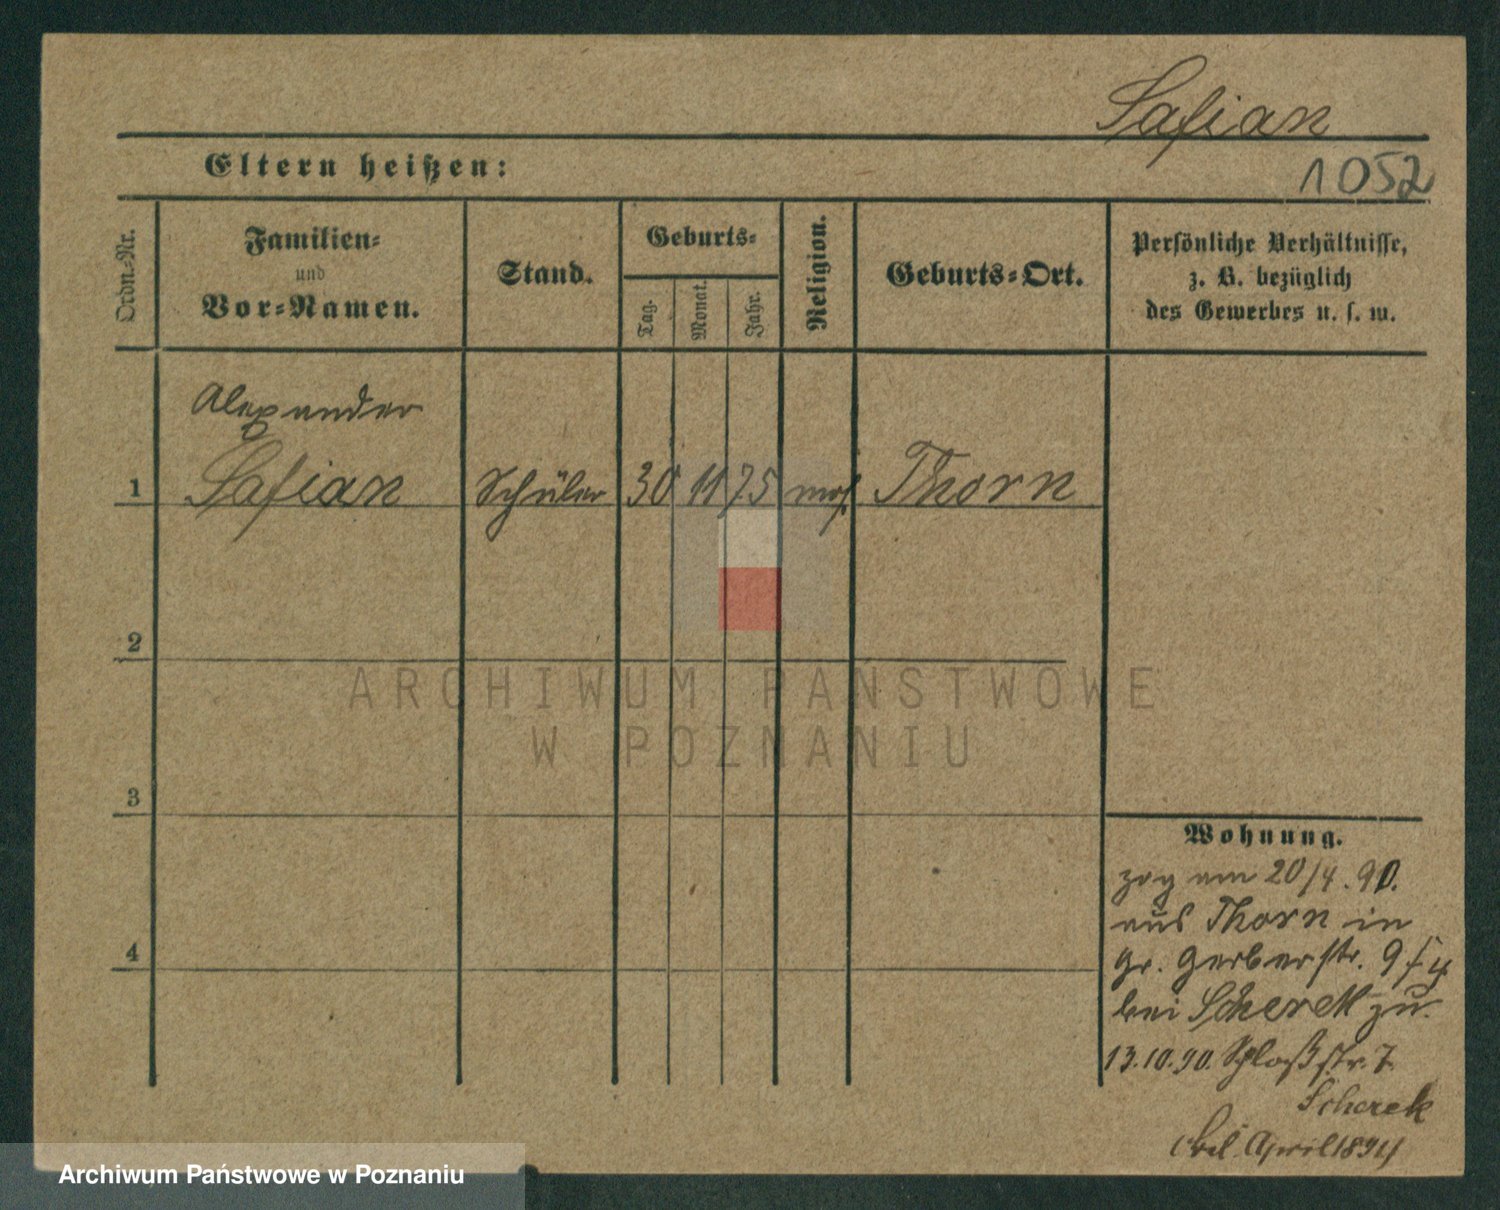 Safian
Eltern heißen:
1052
Ordn.-Nr.
Familien-
und
Vor-Namen.
Stand.
Geburts-
Tag.
Monat.
Jahr.
Religion.
Geburts-Ort.
Persönliche Verhältnisse,
z. B. bezüglich
des Gewerbes u. s. w.
Alexander
1 Safian Schüler 30 11 75 mos. Thorn
2
3
4
ARCHIWUM PAŃSTWOWE
W POZNANIU
Wohnung.
zog am 20/4. 90.
aus Thorn in
gr. Gerberstr. 9
bei Scherek zu.
13.10.90. Schloßstr. 7.
Scherek
April 1891
Archiwum Państwowe w Poznaniu